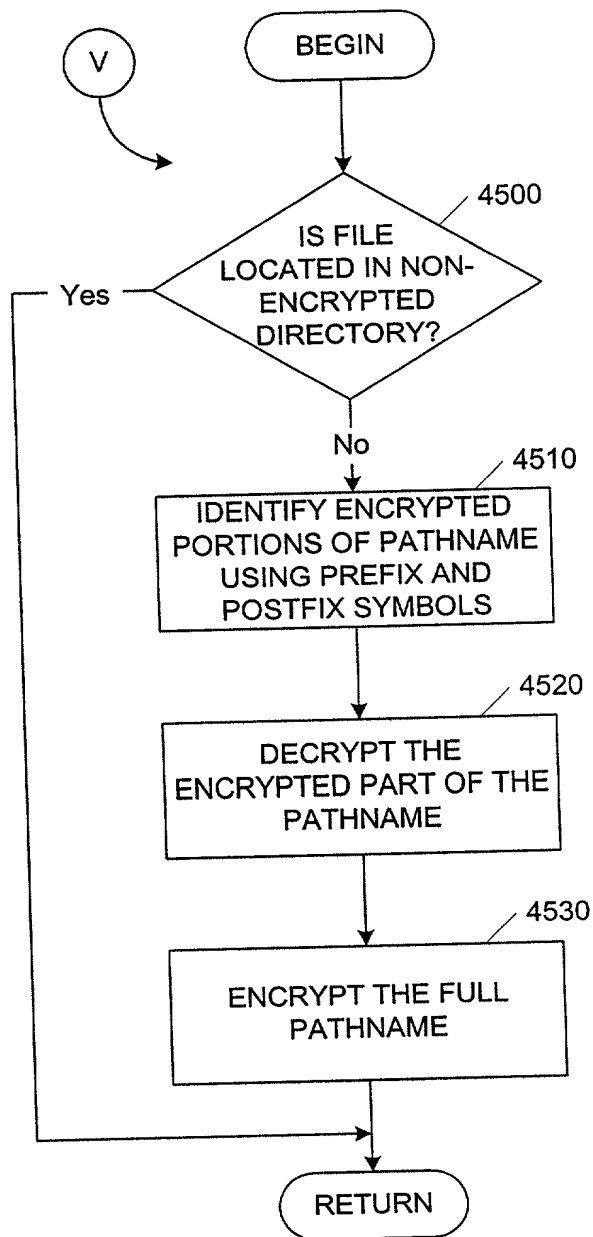 V
BEGIN
4500
IS FILE
LOCATED IN NON-
ENCRYPTED
DIRECTORY?
Yes
No
4510
IDENTIFY ENCRYPTED
PORTIONS OF PATHNAME
USING PREFIX AND
POSTFIX SYMBOLS
4520
DECRYPT THE
ENCRYPTED PART OF THE
PATHNAME
4530
ENCRYPT THE FULL
PATHNAME
RETURN